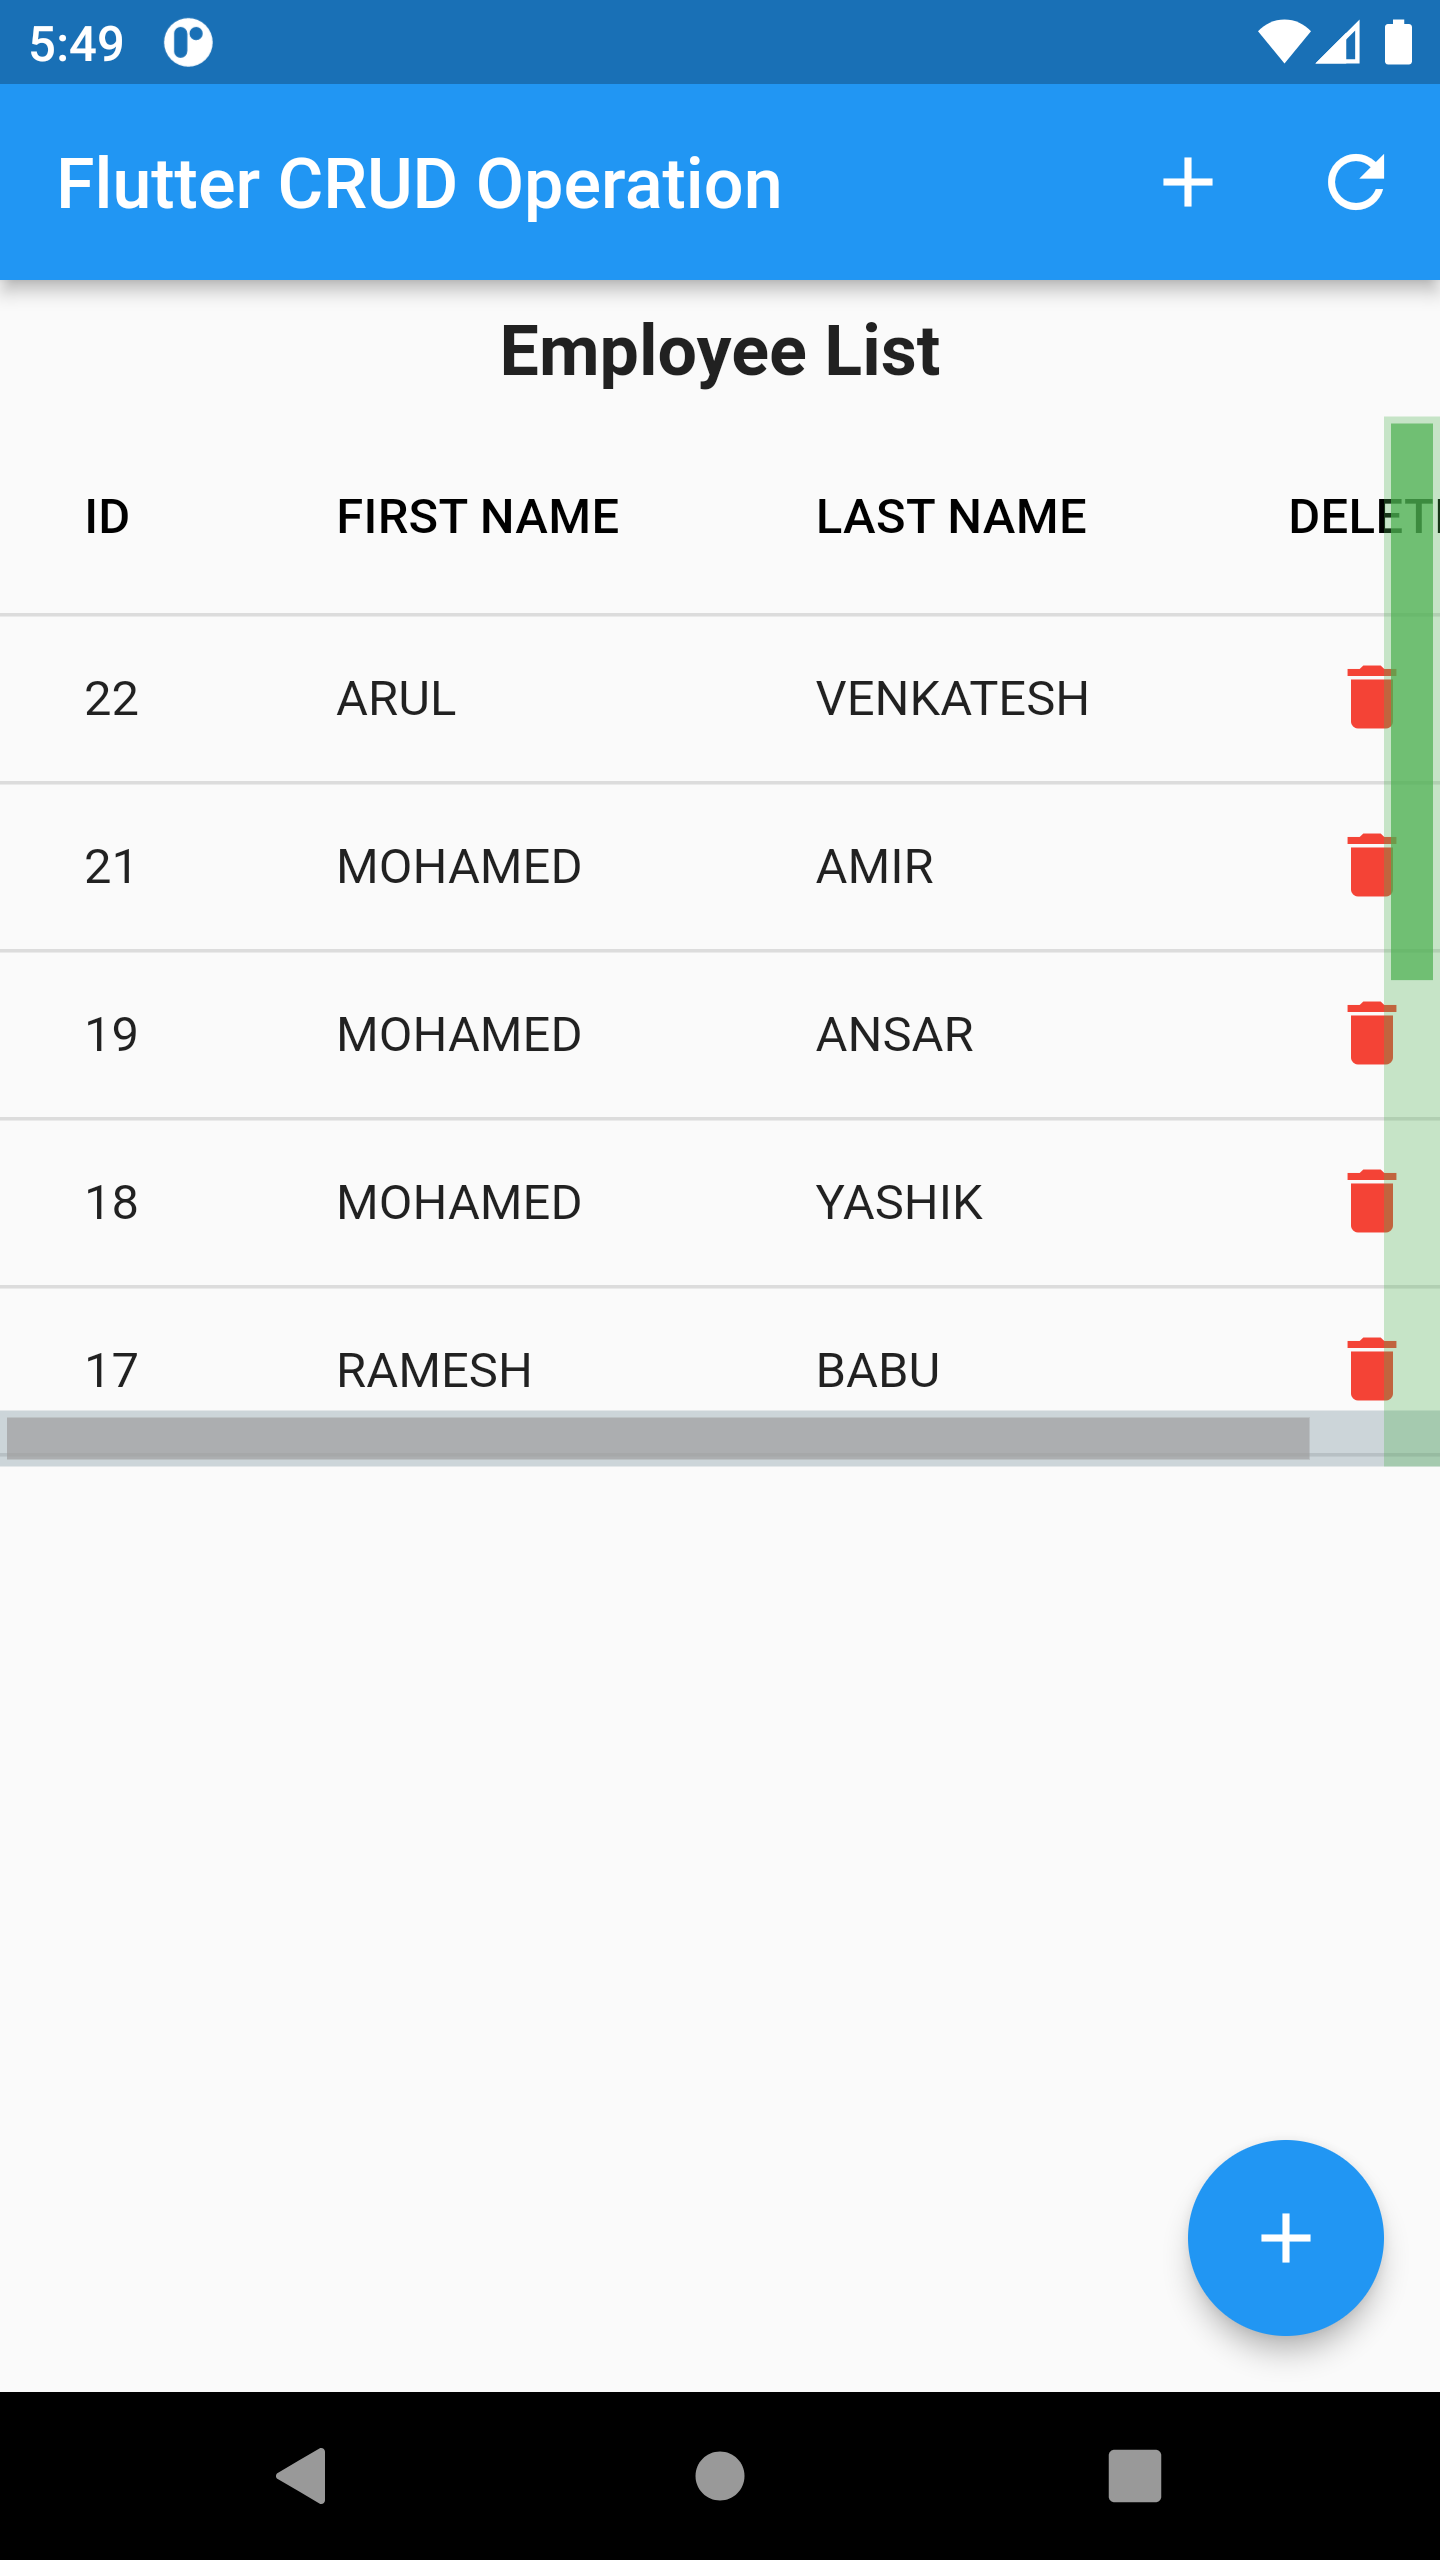 5:49
Flutter CRUD Operation
Employee List
ID FIRST NAME LAST NAME DELET
22 ARUL VENKATESH
21 MOHAMED AMIR
19 MOHAMED ANSAR
18 MOHAMED YASHIK
17 RAMESH BABU